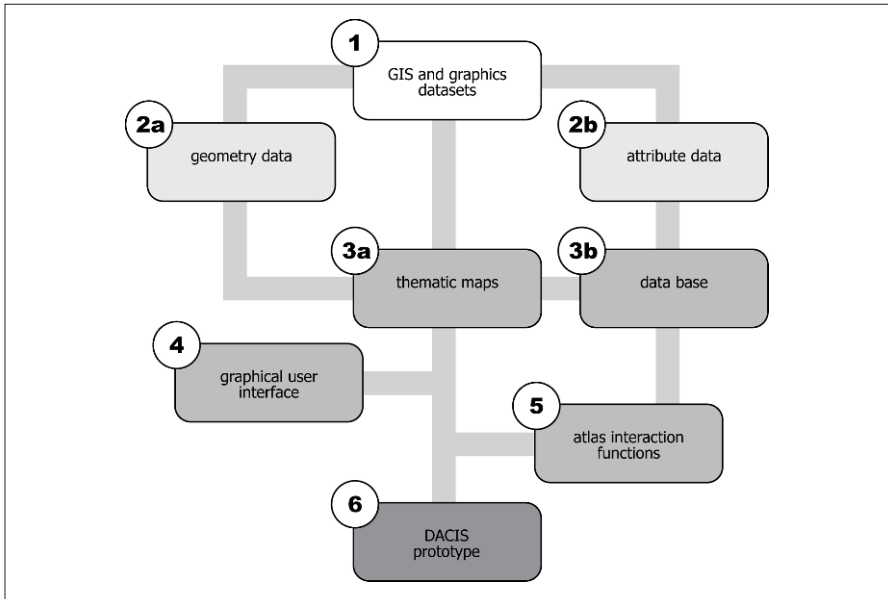 1
GIS and graphics
datasets
2a
geometry data
2b
attribute data
3a
thematic maps
3b
data base
4
graphical user
interface
5
atlas interaction
functions
6
DACIS
prototype